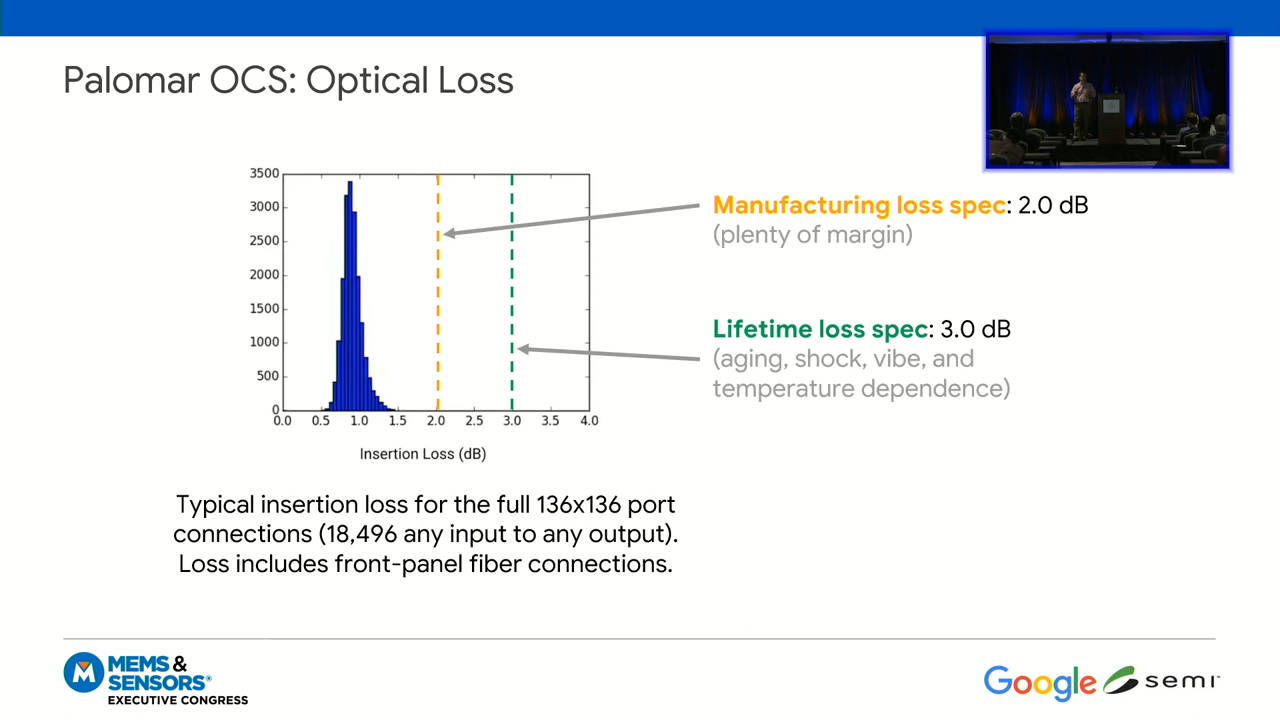 Palomar OCS: Optical Loss
3500
3000
2500
2000
1500
1000
500
0
0.0 0.5 1.0 1.5 2.0 2.5 3.0 3.5 4.0
Insertion Loss (dB)
Manufacturing loss spec: 2.0 dB
(plenty of margin)
Lifetime loss spec: 3.0 dB
(aging, shock, vibe, and
temperature dependence)
Typical insertion loss for the full 136x136 port
connections (18,496 any input to any output).
Loss includes front-panel fiber connections.
MEMS &
SENSORS®
EXECUTIVE CONGRESS
Google semi™